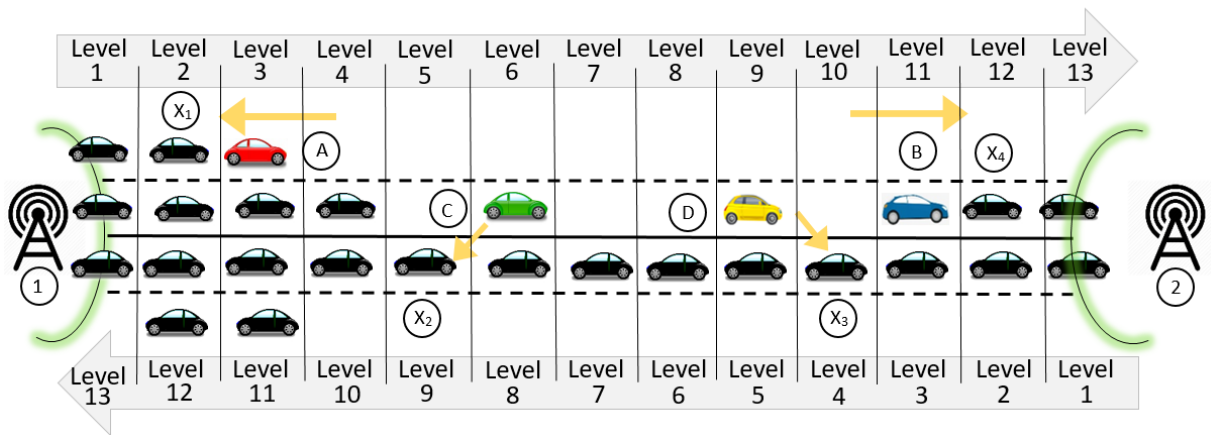 Level Level Level Level Level Level Level Level Level Level Level Level Level
1 2 3 4 5 6 7 8 9 10 11 12 13
X₁ A B X₄
C D
1 2
X₂ X₃
Level Level Level Level Level Level Level Level Level Level Level Level Level
13 12 11 10 9 8 7 6 5 4 3 2 1